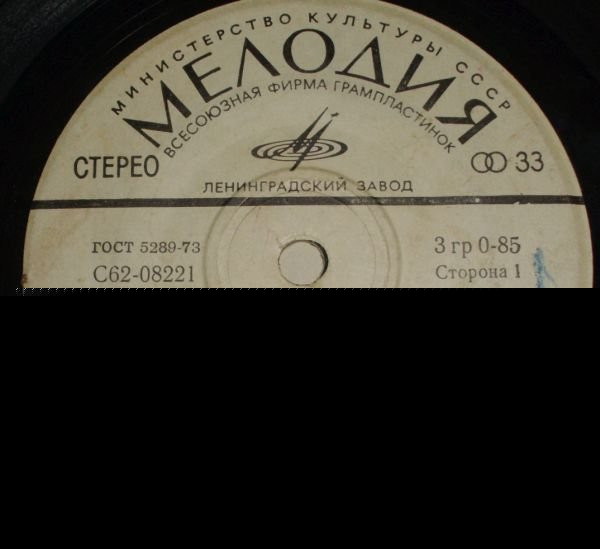 МИНИСТЕРСТВО КУЛЬТУРЫ СССР
МЕЛОДИЯ
ВСЕСОЮЗНАЯ ФИРМА ГРАМПЛАСТИНОК
СТЕРЕО
33
ЛЕНИНГРАДСКИЙ ЗАВОД
ГОСТ 5289-73
3 гр 0-85
С62-08221
Сторона 1